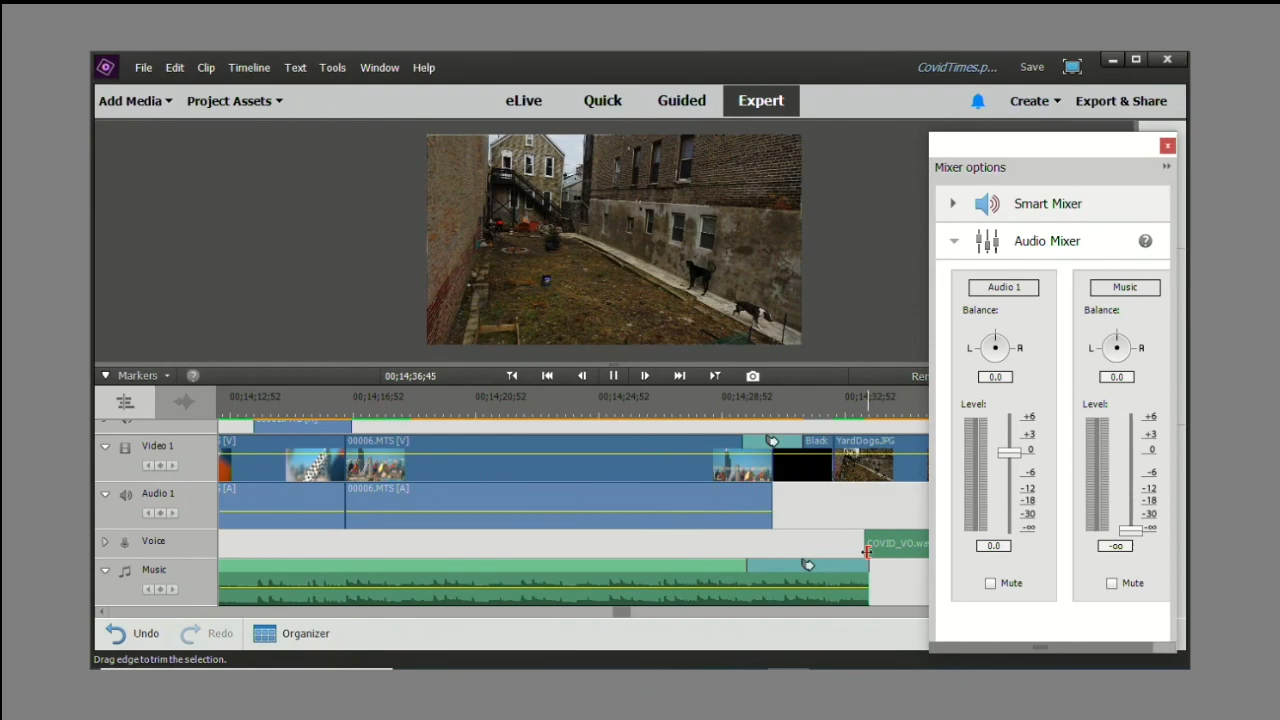 File Edit Clip Timeline Text Tools Window Help CovidTimes.p... Save
Add Media Project Assets eLive Quick Guided Expert Create Export & Share
Mixer options
Smart Mixer
Audio Mixer
Audio 1 Music
Balance: Balance:
L R L R
0.0 0.0
Level: Level:
+6 +6
+3 +3
0 0
-6 -6
-12 -12
-18 -18
-30 -30
-∞ -∞
0.0 -∞
Mute Mute
Markers 00;14;36;45 Ren
00;14;12;52 00;14;16;52 00;14;20;52 00;14;24;52 00;14;28;52 00;14;32;52
Video 1 [V] 00006.MTS [V] Black YardDogs.JPG
Audio 1 [A] 00006.MTS [A]
Voice COVID_VO.wav
Music
Undo Redo Organizer
Drag edge to trim the selection.